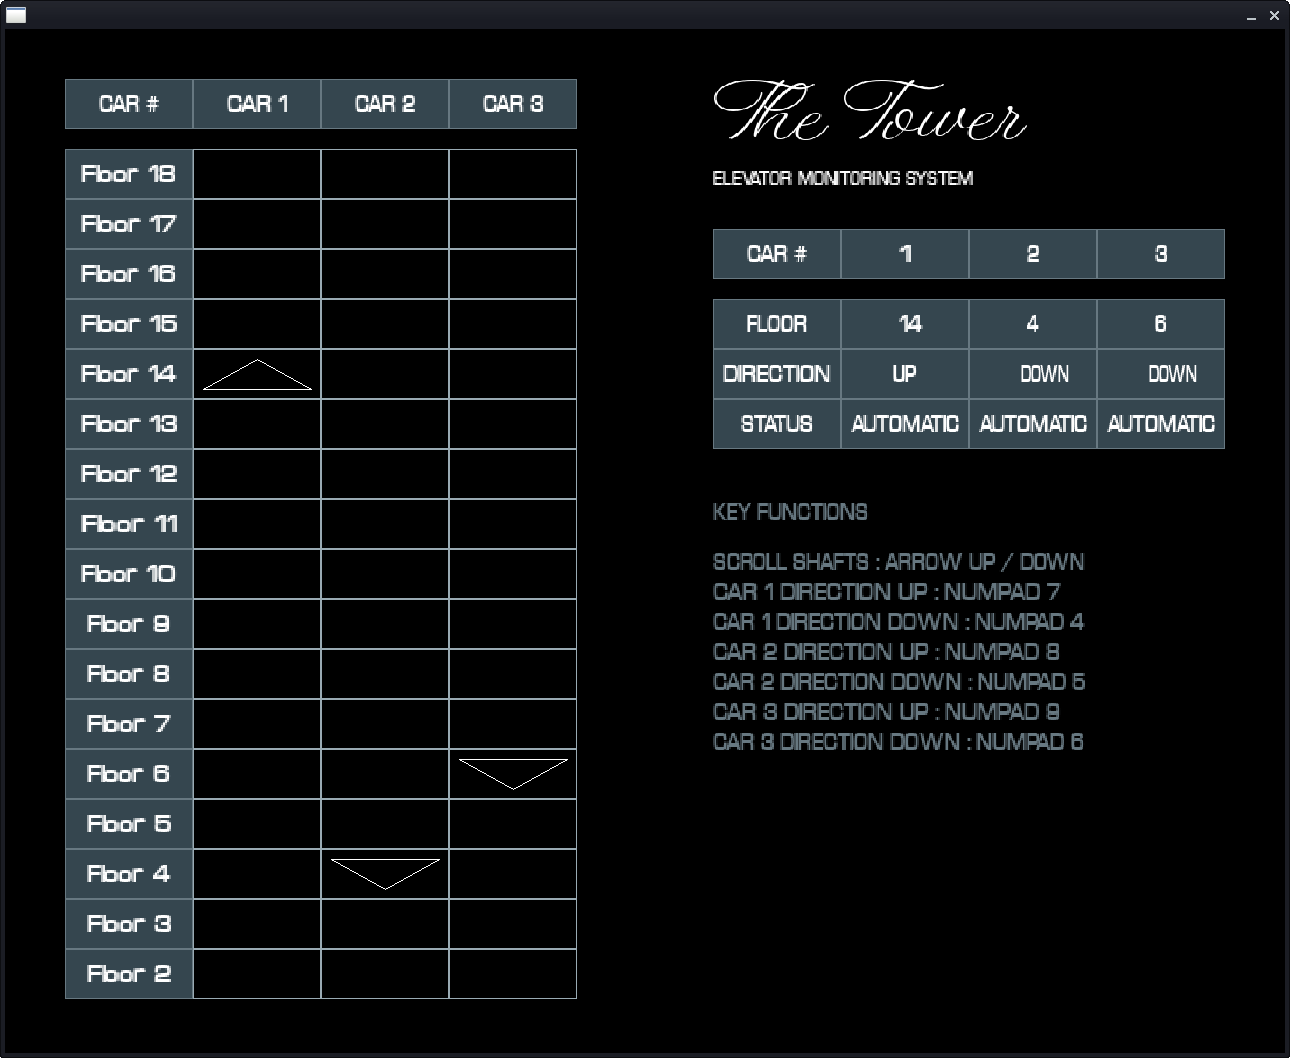 CAR # CAR 1 CAR 2 CAR 3
Floor 18
Floor 17
Floor 16
Floor 15
Floor 14
Floor 13
Floor 12
Floor 11
Floor 10
Floor 9
Floor 8
Floor 7
Floor 6
Floor 5
Floor 4
Floor 3
Floor 2
The Tower
ELEVATOR MONITORING SYSTEM
CAR # 1 2 3
FLOOR 14 4 6
DIRECTION UP DOWN DOWN
STATUS AUTOMATIC AUTOMATIC AUTOMATIC
KEY FUNCTIONS
SCROLL SHAFTS : ARROW UP / DOWN
CAR 1 DIRECTION UP : NUMPAD 7
CAR 1 DIRECTION DOWN : NUMPAD 4
CAR 2 DIRECTION UP : NUMPAD 8
CAR 2 DIRECTION DOWN : NUMPAD 5
CAR 3 DIRECTION UP : NUMPAD 9
CAR 3 DIRECTION DOWN : NUMPAD 6